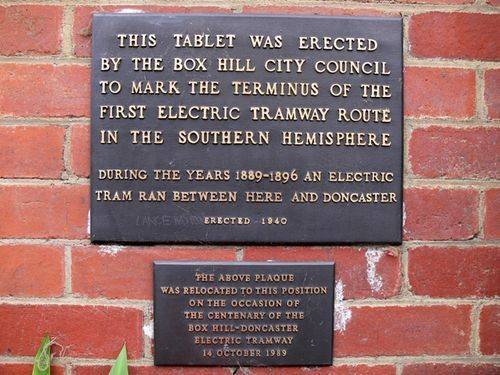 THIS TABLET WAS ERECTED
BY THE BOX HILL CITY COUNCIL
TO MARK THE TERMINUS OF THE
FIRST ELECTRIC TRAMWAY ROUTE
IN THE SOUTHERN HEMISPHERE
DURING THE YEARS 1889-1896 AN ELECTRIC
TRAM RAN BETWEEN HERE AND DONCASTER
ERECTED - 1940
THE ABOVE PLAQUE
WAS RELOCATED TO THIS POSITION
ON THE OCCASION OF
THE CENTENARY OF THE
BOX HILL-DONCASTER
ELECTRIC TRAMWAY
14 OCTOBER 1989